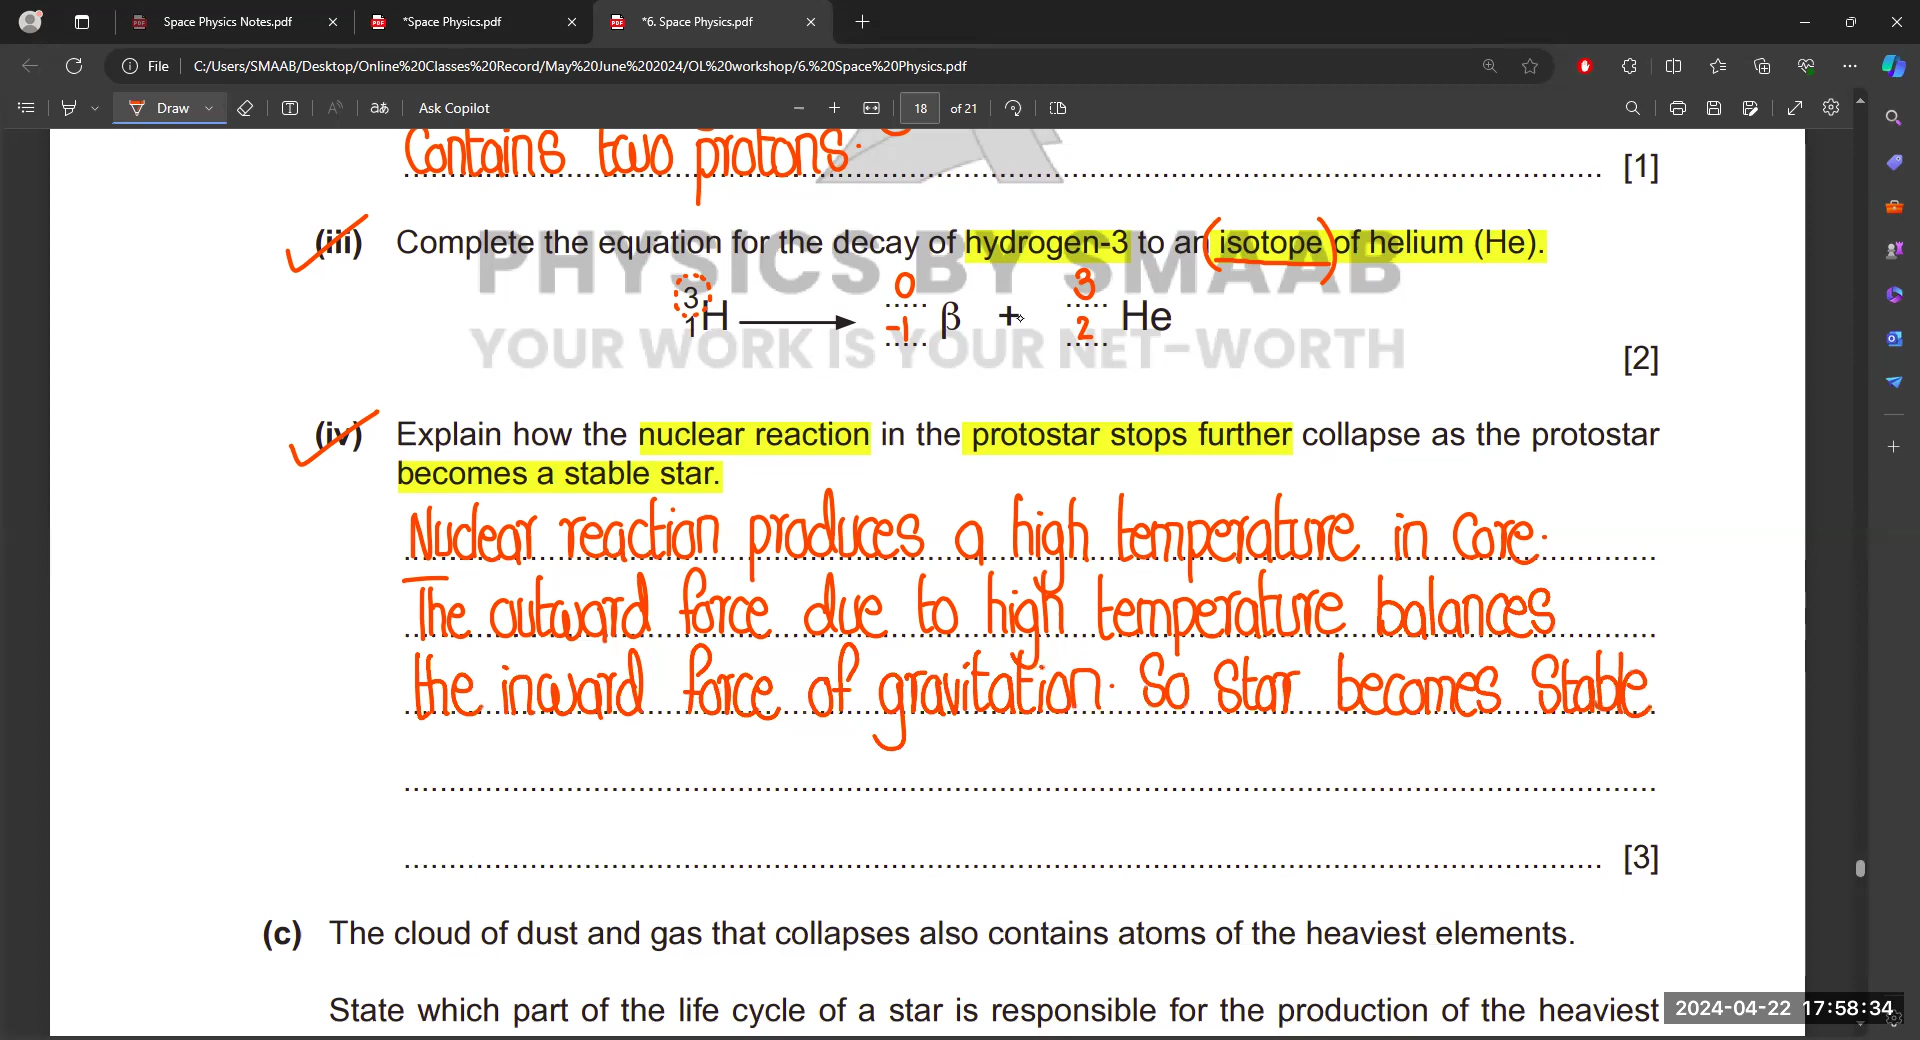 Space Physics Notes.pdf
*Space Physics.pdf
*6. Space Physics.pdf
File
C:/Users/SMAAB/Desktop/Online%20Classes%20Record/May%20June%202024/OL%20workshop/6.%20Space%20Physics.pdf
Draw
aあ
Ask Copilot
18 of 21
Contains two protons.
[1]
(iii) Complete the equation for the decay of hydrogen-3 to an isotope of helium (He).
PHYSICS BY SMAAB
3 0 3
H β + He
1 -1 2
YOUR WORK IS YOUR NET-WORTH
[2]
(iv) Explain how the nuclear reaction in the protostar stops further collapse as the protostar
becomes a stable star.
Nuclear reaction produces a high temperature in core.
The outward force due to high temperature balances
the inward force of gravitation. So Star becomes Stable
[3]
(c) The cloud of dust and gas that collapses also contains atoms of the heaviest elements.
State which part of the life cycle of a star is responsible for the production of the heaviest
2024-04-22 17:58:34